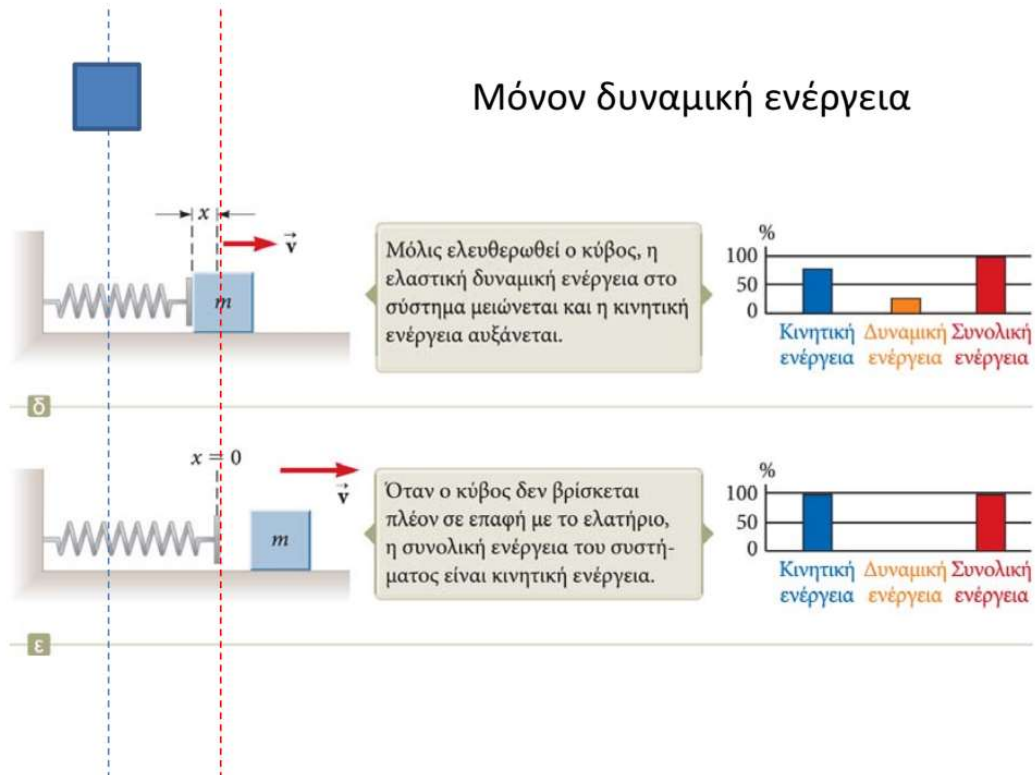 Μόνον δυναμική ενέργεια
x
v
m
Μόλις ελευθερωθεί ο κύβος, η
ελαστική δυναμική ενέργεια στο
σύστημα μειώνεται και η κινητική
ενέργεια αυξάνεται.
%
100
50
0
Κινητική Δυναμική Συνολική
ενέργεια ενέργεια ενέργεια
δ
x = 0
v
m
Όταν ο κύβος δεν βρίσκεται
πλέον σε επαφή με το ελατήριο,
η συνολική ενέργεια του συστή-
ματος είναι κινητική ενέργεια.
%
100
50
0
Κινητική Δυναμική Συνολική
ενέργεια ενέργεια ενέργεια
ε